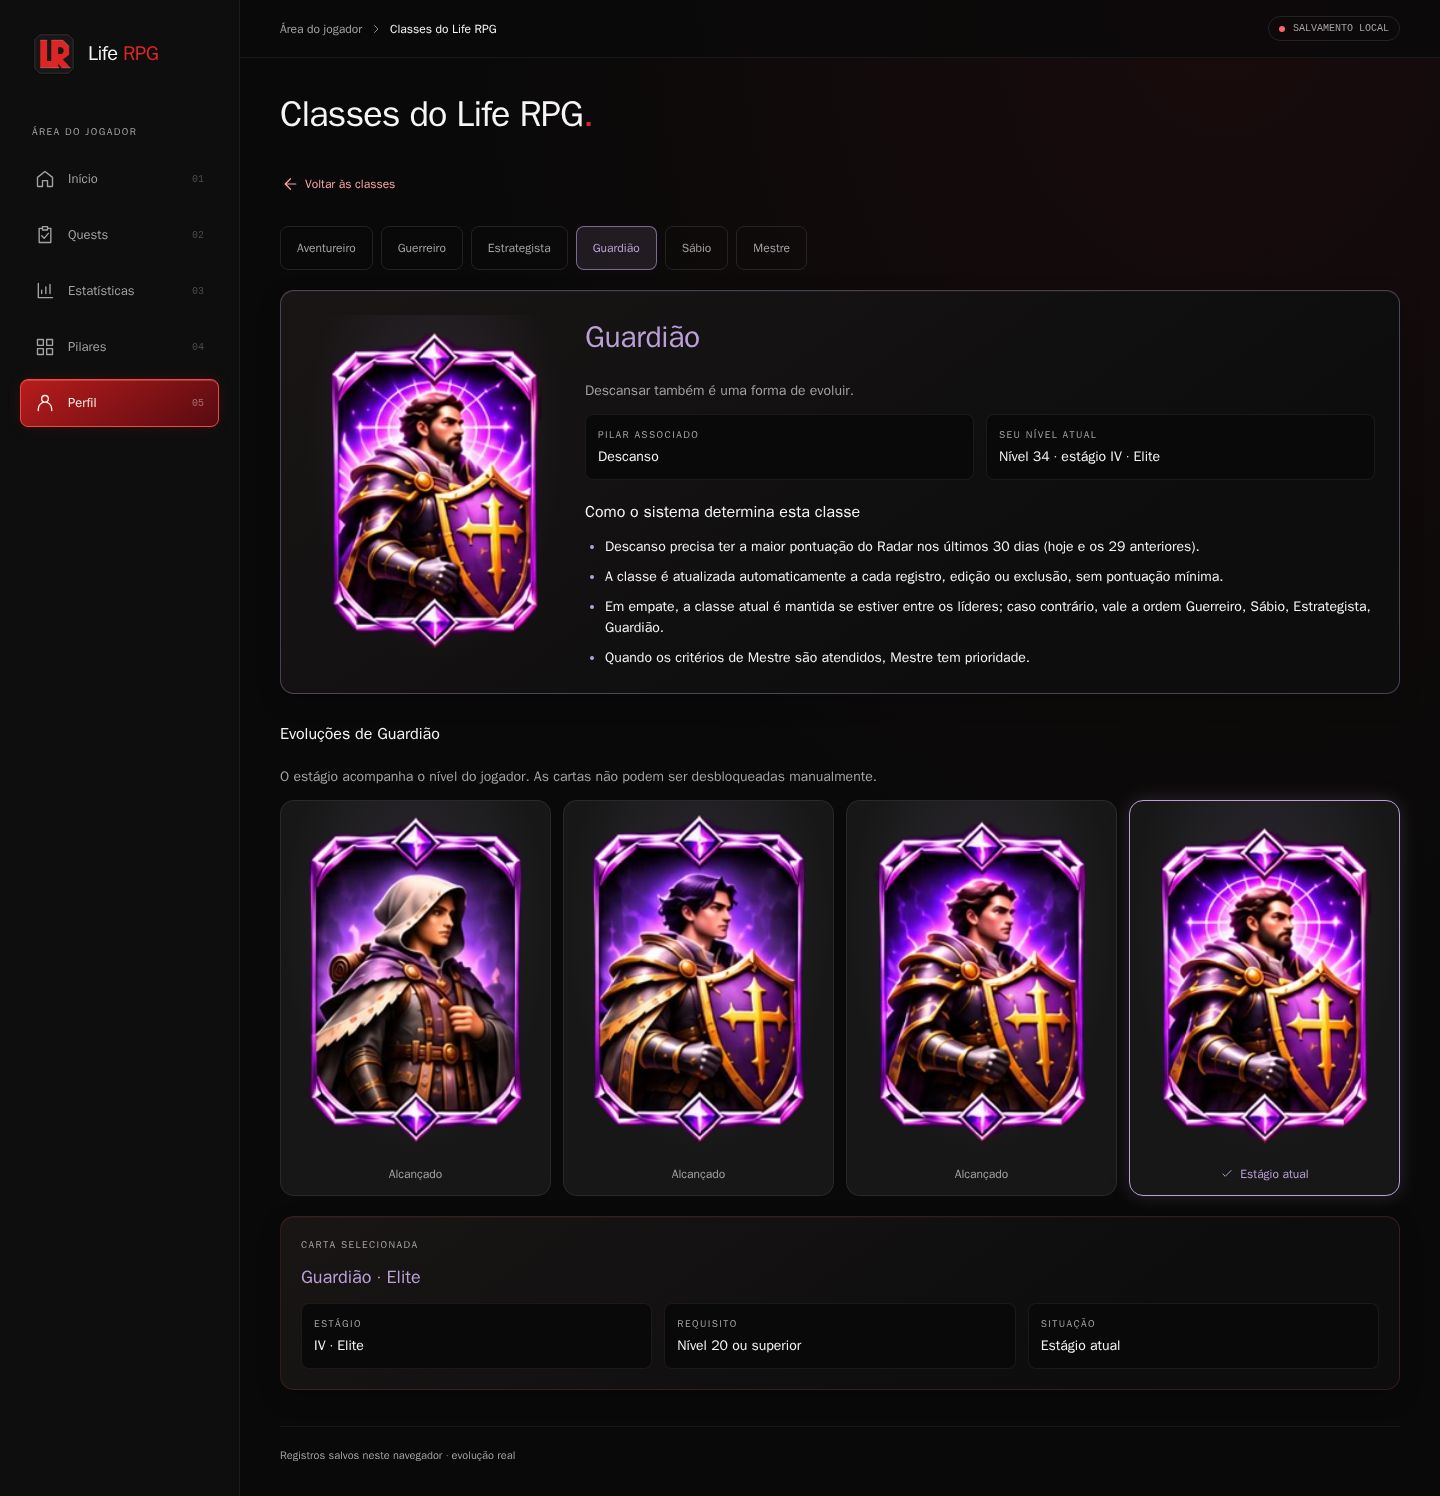 Life RPG
Área do jogador > Classes do Life RPG
SALVAMENTO LOCAL
ÁREA DO JOGADOR
Início 01
Quests 02
Estatísticas 03
Pilares 04
Perfil 05
Classes do Life RPG.
← Voltar às classes
Aventureiro Guerreiro Estrategista Guardião Sábio Mestre
Guardião
Descansar também é uma forma de evoluir.
PILAR ASSOCIADO
Descanso
SEU NÍVEL ATUAL
Nível 34 · estágio IV · Elite
Como o sistema determina esta classe
• Descanso precisa ter a maior pontuação do Radar nos últimos 30 dias (hoje e os 29 anteriores).
• A classe é atualizada automaticamente a cada registro, edição ou exclusão, sem pontuação mínima.
• Em empate, a classe atual é mantida se estiver entre os líderes; caso contrário, vale a ordem Guerreiro, Sábio, Estrategista,
Guardião.
• Quando os critérios de Mestre são atendidos, Mestre tem prioridade.
Evoluções de Guardião
O estágio acompanha o nível do jogador. As cartas não podem ser desbloqueadas manualmente.
Alcançado
Alcançado
Alcançado
✓ Estágio atual
CARTA SELECIONADA
Guardião · Elite
ESTÁGIO
IV · Elite
REQUISITO
Nível 20 ou superior
SITUAÇÃO
Estágio atual
Registros salvos neste navegador · evolução real